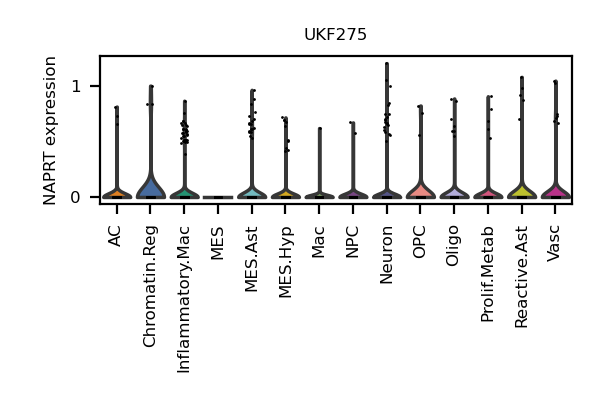 UKF275
NAPRT expression
1
0
AC
Chromatin.Reg
Inflammatory.Mac
MES
MES.Ast
MES.Hyp
Mac
NPC
Neuron
OPC
Oligo
Prolif.Metab
Reactive.Ast
Vasc